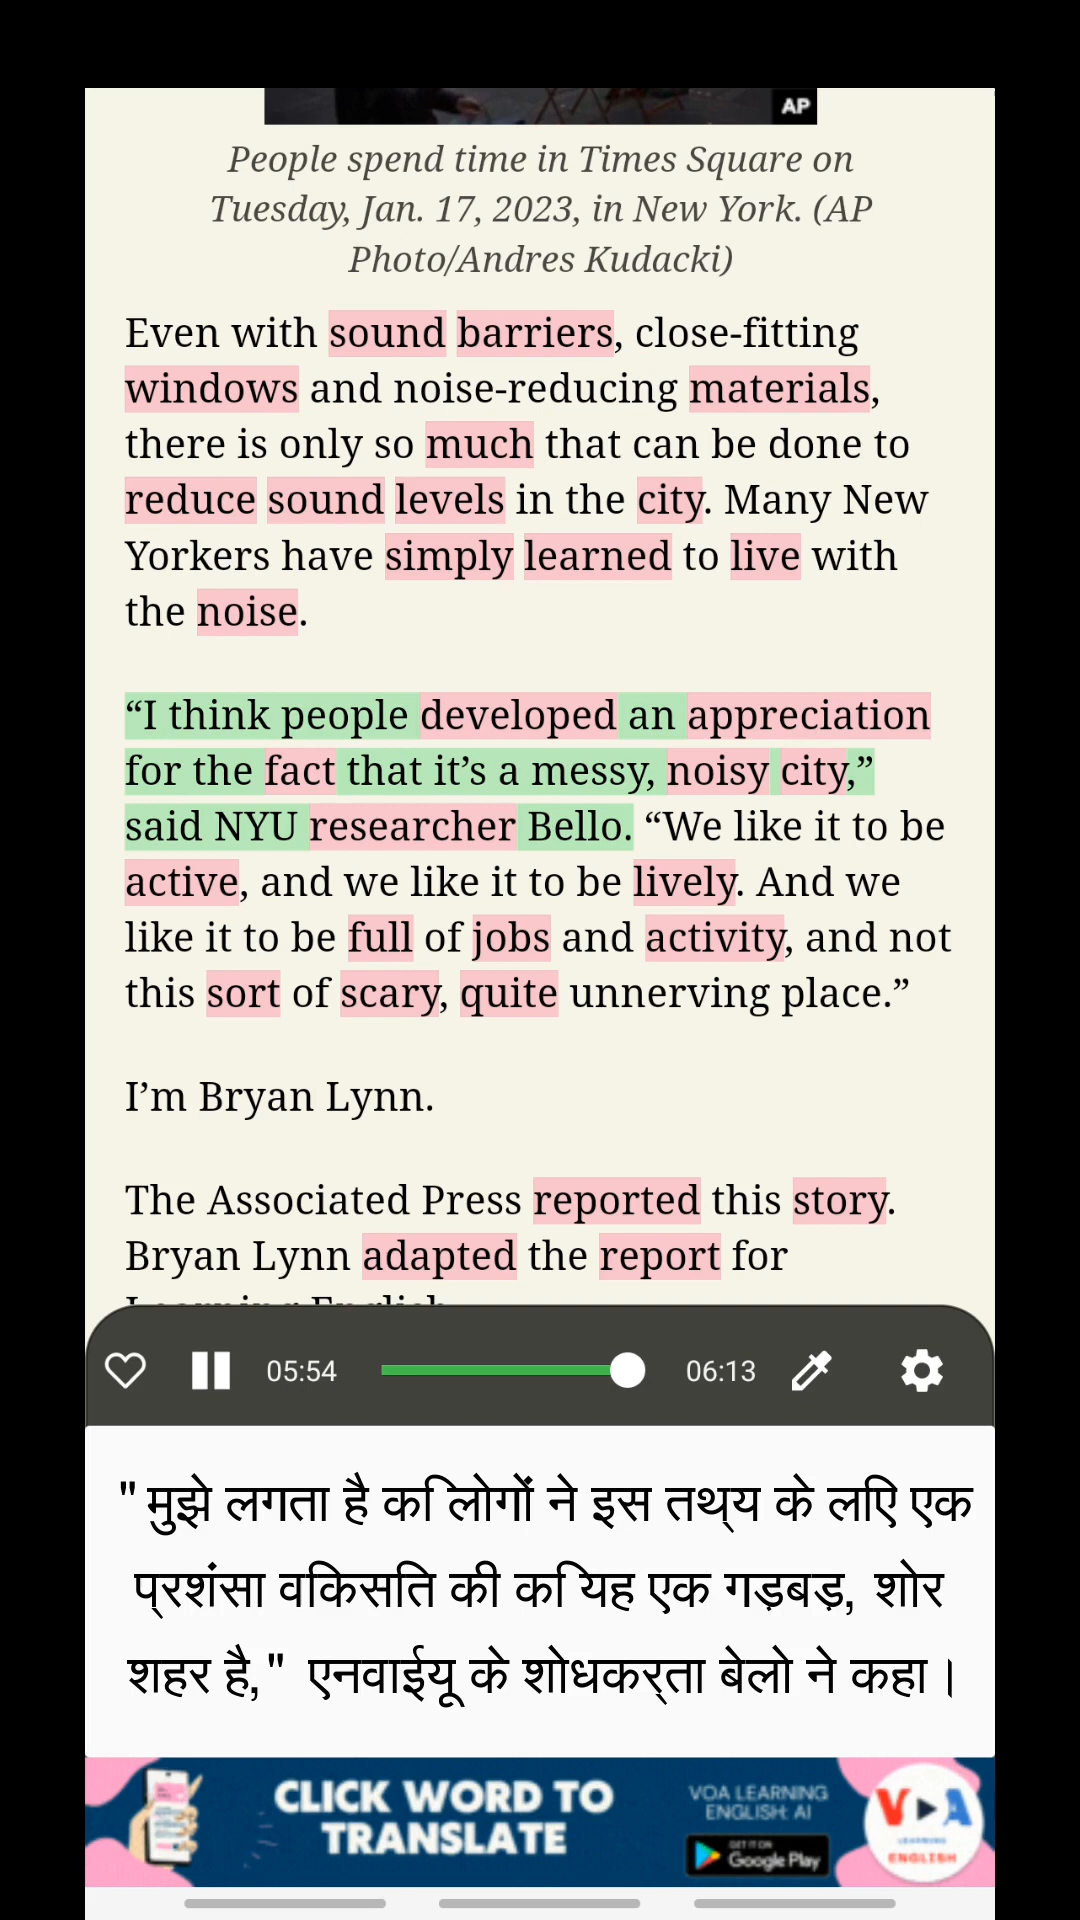 AP
People spend time in Times Square on
Tuesday, Jan. 17, 2023, in New York. (AP
Photo/Andres Kudacki)
Even with sound barriers, close-fitting
windows and noise-reducing materials,
there is only so much that can be done to
reduce sound levels in the city. Many New
Yorkers have simply learned to live with
the noise.
“I think people developed an appreciation
for the fact that it’s a messy, noisy city,”
said NYU researcher Bello. “We like it to be
active, and we like it to be lively. And we
like it to be full of jobs and activity, and not
this sort of scary, quite unnerving place.”
I’m Bryan Lynn.
The Associated Press reported this story.
Bryan Lynn adapted the report for
Learning English.
05:54 06:13
"मुझे लगता है कि लोगों ने इस तथ्य के लिए एक
प्रशंसा विकसित की कि यह एक गड़बड़, शोर
शहर है," एनवाईयू के शोधकर्ता बेलो ने कहा।
CLICK WORD TO
TRANSLATE
VOA LEARNING
ENGLISH: AI
GET IT ON
Google Play
VOA
LEARNING
ENGLISH